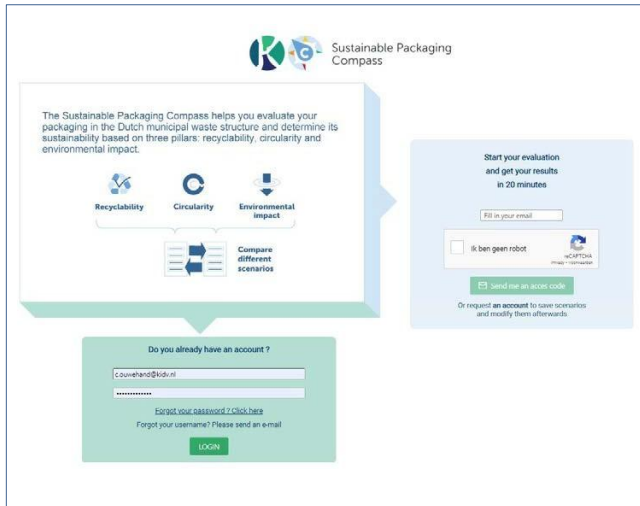 Sustainable Packaging
Compass
The Sustainable Packaging Compass helps you evaluate your
packaging in the Dutch municipal waste structure and determine its
sustainability based on three pillars: recyclability, circularity and
environmental impact.
Recyclability
Circularity
Environmental
impact
Compare
different
scenarios
Start your evaluation
and get your results
in 20 minutes
Fill in your email
Ik ben geen robot
reCAPTCHA
Privacy - Voorwaarden
Send me an acces code
Or request an account to save scenarios
and modify them afterwards
Do you already have an account ?
c.ouwehand@kidv.nl
Forgot your password ? Click here
Forgot your username? Please send an e-mail
LOGIN